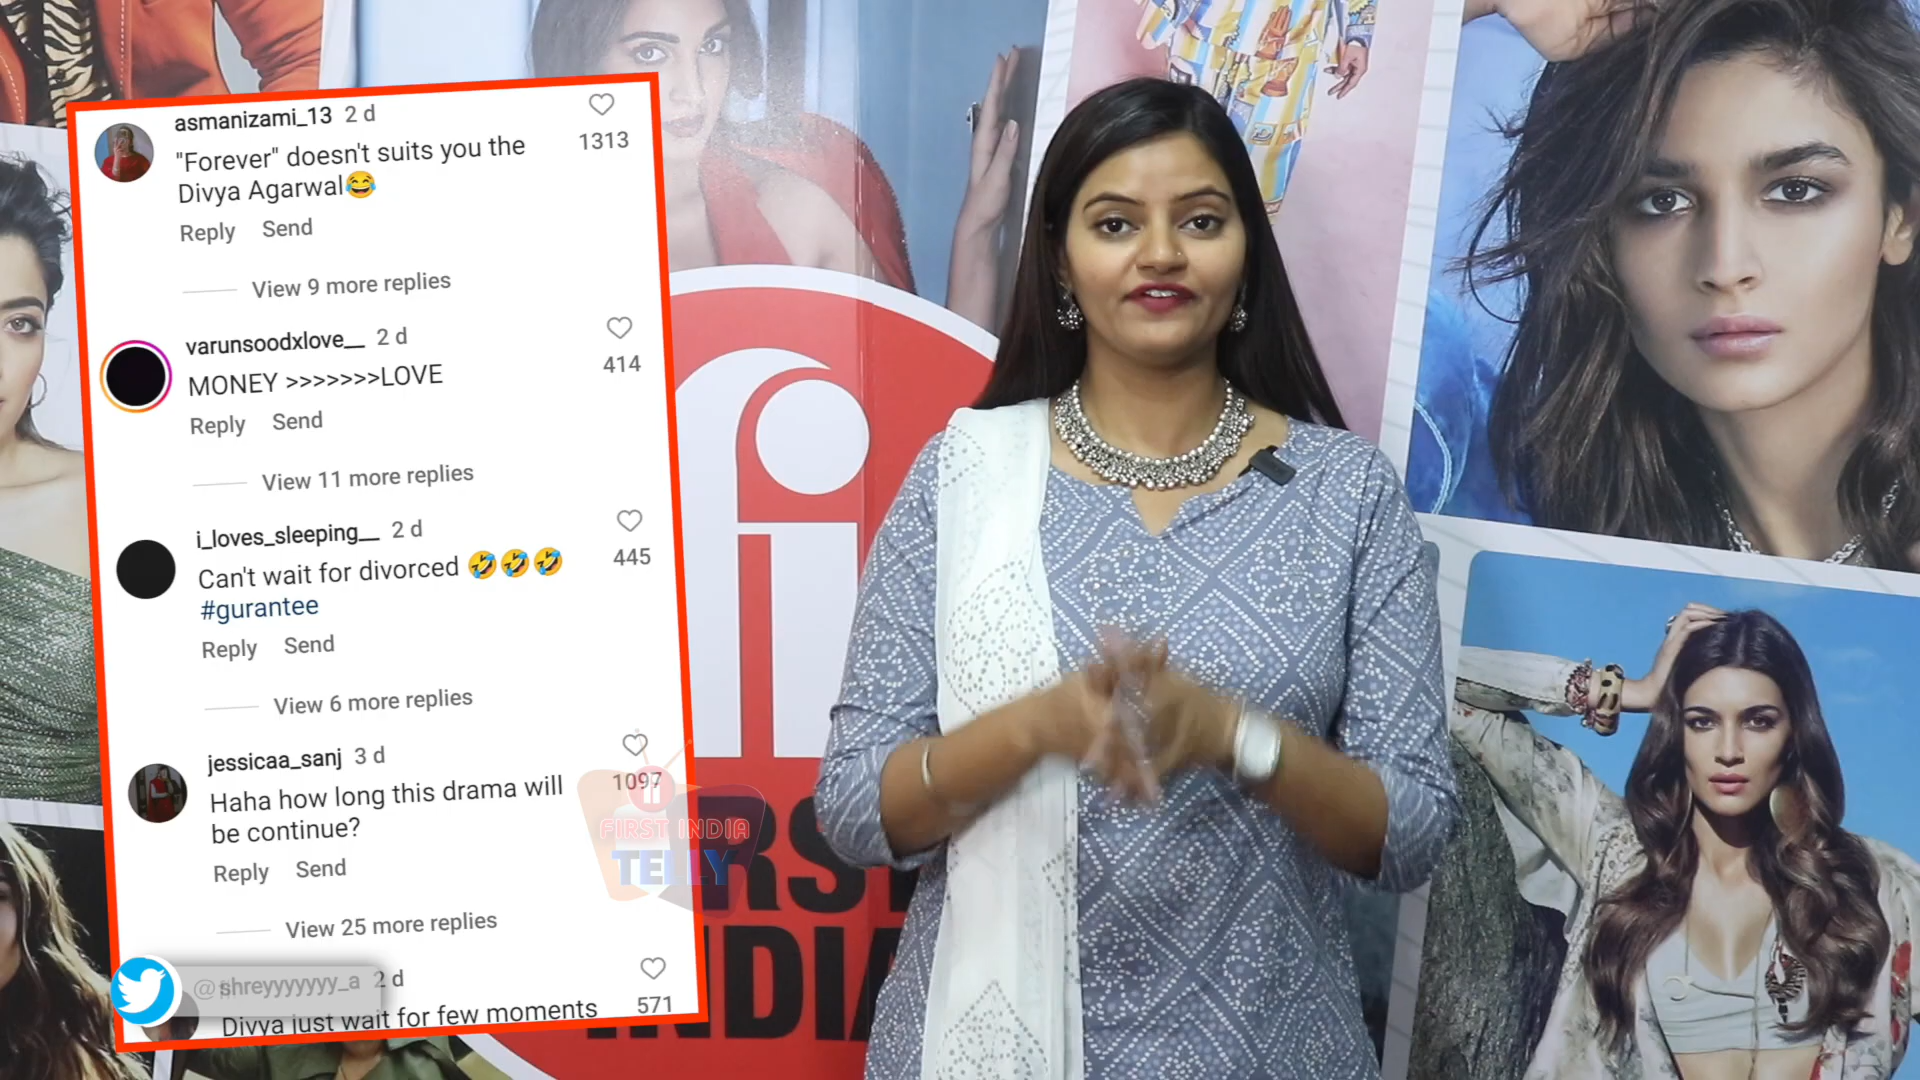 asmanizami_13 2 d
"Forever" doesn't suits you the
Divya Agarwal😂
1313
Reply Send
View 9 more replies
varunsoodxlove__ 2 d
MONEY >>>>>>>LOVE
414
Reply Send
View 11 more replies
i_loves_sleeping__ 2 d
Can't wait for divorced 🤣🤣🤣
#gurantee
445
Reply Send
View 6 more replies
jessicaa_sanj 3 d
Haha how long this drama will
be continue?
1097
Reply Send
View 25 more replies
shreyyyyyyy_a 2 d
Divya just wait for few moments
571
@
FIRST INDIA
TELLY
fi
RS
INDIA